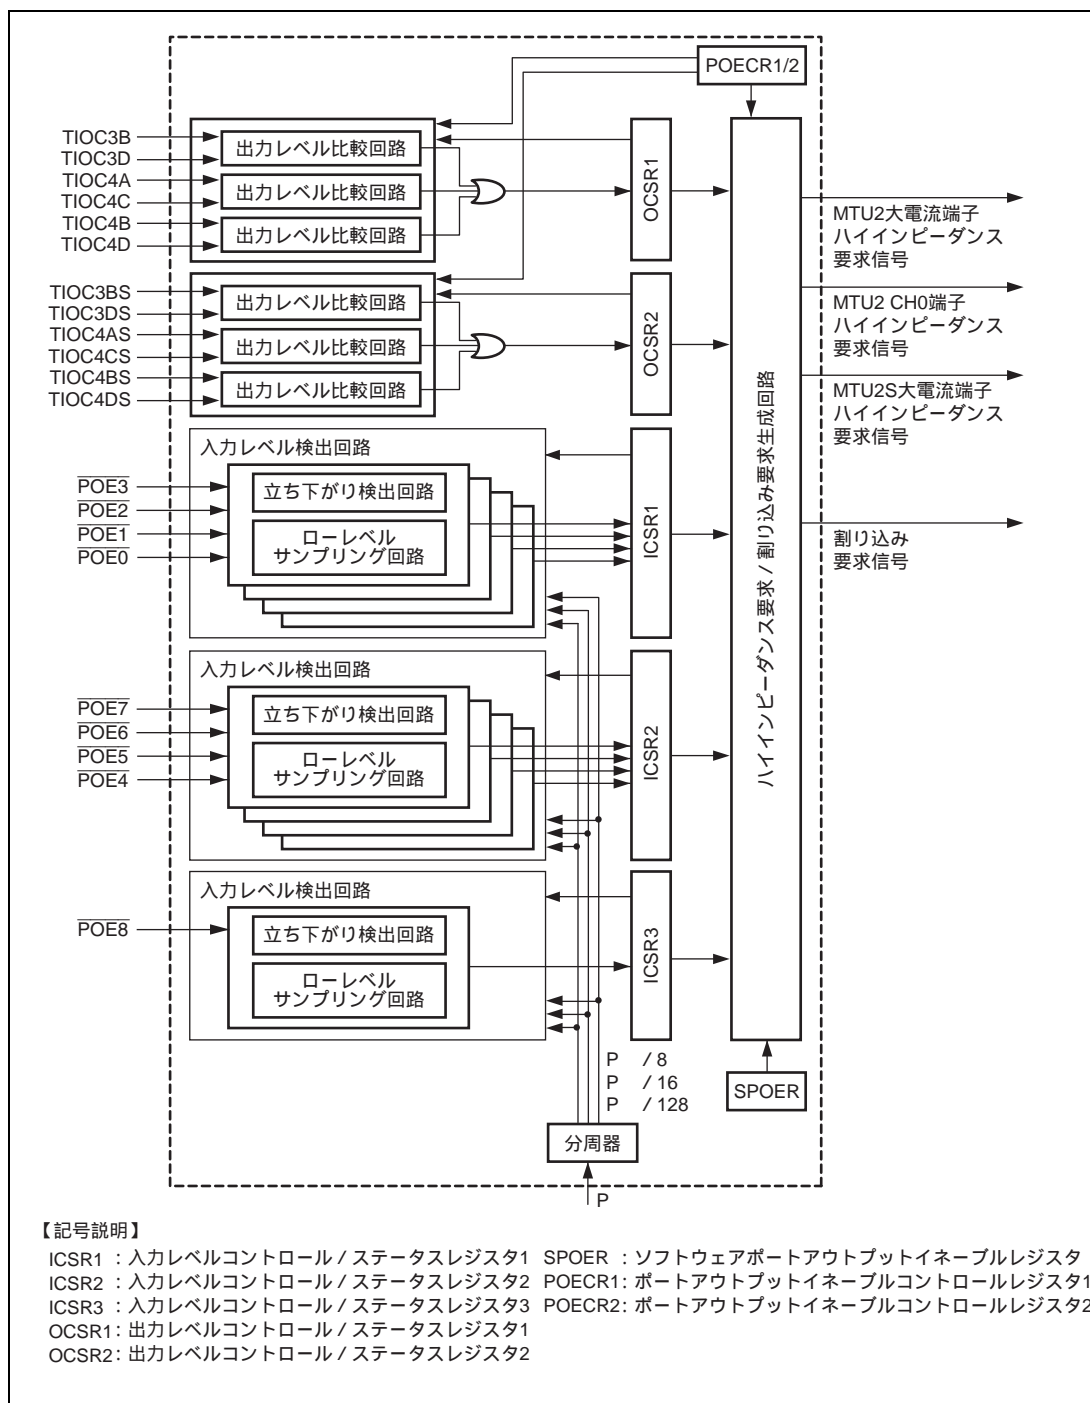 POECR1/2
TIOC3B
TIOC3D
TIOC4A
TIOC4C
TIOC4B
TIOC4D
出力レベル比較回路
出力レベル比較回路
出力レベル比較回路
OCSR1
TIOC3BS
TIOC3DS
TIOC4AS
TIOC4CS
TIOC4BS
TIOC4DS
出力レベル比較回路
出力レベル比較回路
出力レベル比較回路
OCSR2
入力レベル検出回路
POE3
POE2
POE1
POE0
立ち下がり検出回路
ローレベル
サンプリング回路
ICSR1
入力レベル検出回路
POE7
POE6
POE5
POE4
立ち下がり検出回路
ローレベル
サンプリング回路
ICSR2
入力レベル検出回路
POE8
立ち下がり検出回路
ローレベル
サンプリング回路
ICSR3
ハイインピーダンス要求 / 割り込み要求生成回路
MTU2大電流端子
ハイインピーダンス
要求信号
MTU2 CH0端子
ハイインピーダンス
要求信号
MTU2S大電流端子
ハイインピーダンス
要求信号
割り込み
要求信号
P / 8
P / 16
P / 128
SPOER
分周器
P
【記号説明】
ICSR1 : 入力レベルコントロール / ステータスレジスタ1 SPOER : ソフトウェアポートアウトプットイネーブルレジスタ
ICSR2 : 入力レベルコントロール / ステータスレジスタ2 POECR1: ポートアウトプットイネーブルコントロールレジスタ1
ICSR3 : 入力レベルコントロール / ステータスレジスタ3 POECR2: ポートアウトプットイネーブルコントロールレジスタ2
OCSR1: 出力レベルコントロール / ステータスレジスタ1
OCSR2: 出力レベルコントロール / ステータスレジスタ2